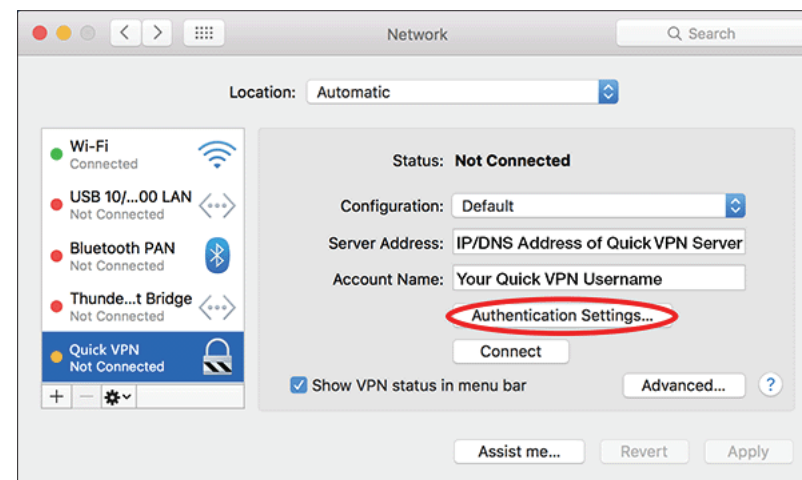 Network
Search
Location: Automatic
Wi-Fi
Connected
USB 10/...00 LAN
Not Connected
Bluetooth PAN
Not Connected
Thunde...t Bridge
Not Connected
Quick VPN
Not Connected
Status: Not Connected
Configuration: Default
Server Address: IP/DNS Address of Quick VPN Server
Account Name: Your Quick VPN Username
Authentication Settings...
Connect
Show VPN status in menu bar
Advanced... ?
Assist me... Revert Apply